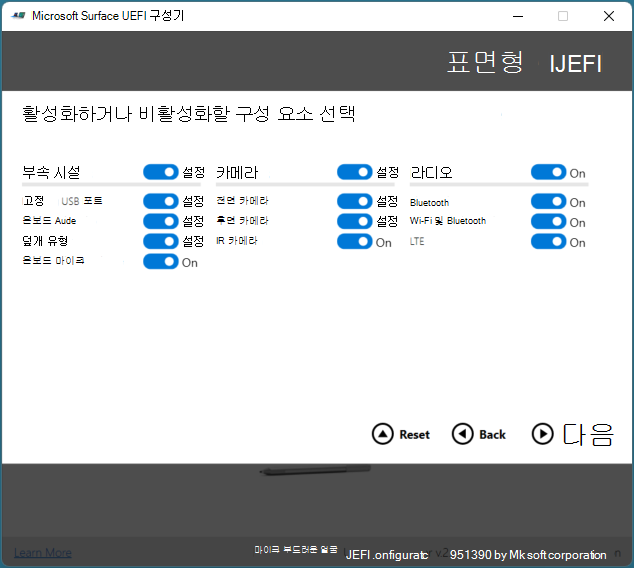 Microsoft Surface UEFI 구성기
표면형 IJEFI
활성화하거나 비활성화할 구성 요소 선택
부속 시설 설정 카메라 설정 라디오 On
고정 USB 포트 설정 전면 카메라 설정 Bluetooth On
온보드 Aude 설정 후면 카메라 설정 Wi-Fi 및 Bluetooth On
덮개 유형 설정 IR 카메라 On LTE On
온보드 마이크 On
Reset Back 다음
Learn More 마이크 부드러운 얼굴 JEFI .onfiguratc r v.2 951390 by Mk soft corporation n